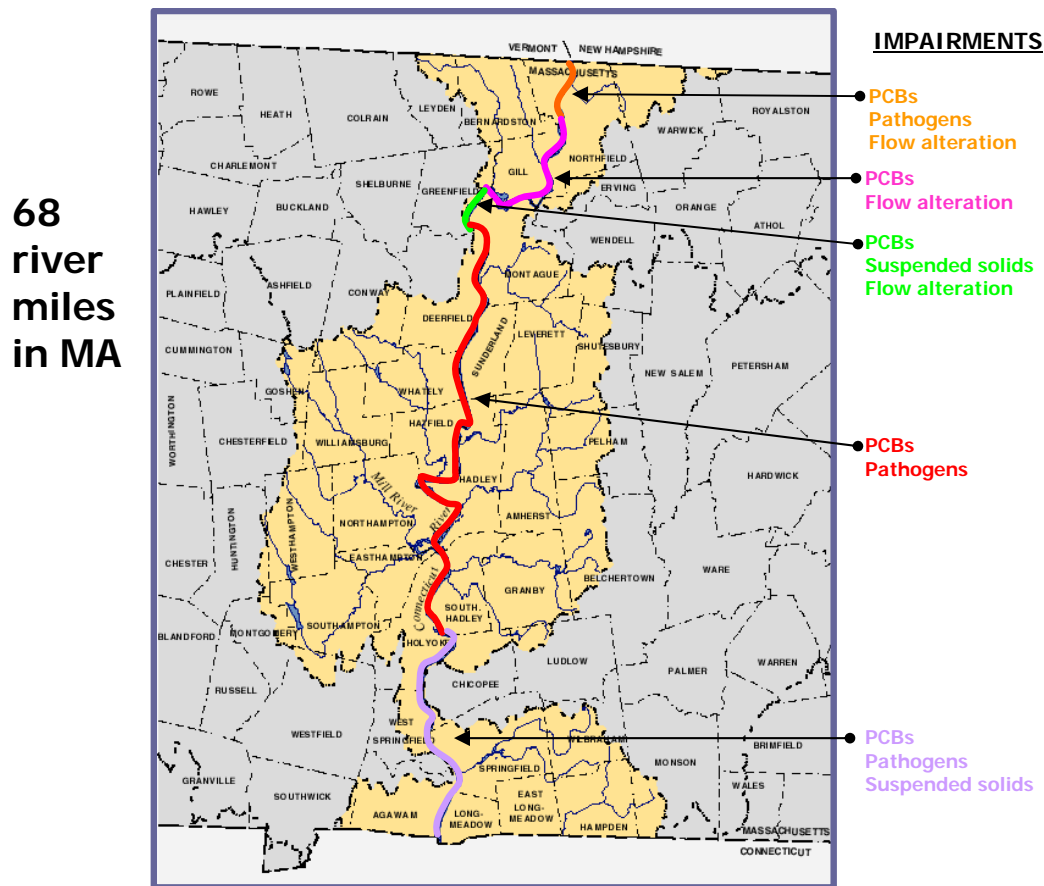 68
river
miles
in MA
VERMONT
NEW HAMPSHIRE
MASSACHUSETTS
ROWE
HEATH
COLRAIN
LEYDEN
BERNARDSTON
WARWICK
ROYALSTON
CHARLEMONT
SHELBURNE
GREENFIELD
GILL
NORTHFIELD
ERVING
ORANGE
ATHOL
HAWLEY
BUCKLAND
WENDELL
MONTAGUE
PLAINFIELD
ASHFIELD
CONWAY
DEERFIELD
SUNDERLAND
LEVERETT
SHUTESBURY
CUMMINGTON
NEW SALEM
PETERSHAM
GOSHEN
WHATELY
WORTHINGTON
CHESTERFIELD
WILLIAMSBURG
HATFIELD
PELHAM
HADLEY
HARDWICK
Mill River
NORTHAMPTON
River
AMHERST
HUNTINGTON
WESTHAMPTON
EASTHAMPTON
CHESTER
WARE
BELCHERTOWN
GRANBY
Connecticut
SOUTH
HADLEY
BLANDFORD
MONTGOMERY
SOUTHAMPTON
HOLYOKE
LUDLOW
PALMER
WARREN
RUSSELL
CHICOPEE
WESTFIELD
WEST
SPRINGFIELD
WILBRAHAM
BRIMFIELD
SPRINGFIELD
MONSON
GRANVILLE
SOUTHWICK
AGAWAM
LONG-
MEADOW
EAST
LONG-
MEADOW
HAMPDEN
WALES
MASSACHUSETTS
CONNECTICUT
IMPAIRMENTS
PCBs
Pathogens
Flow alteration
PCBs
Flow alteration
PCBs
Suspended solids
Flow alteration
PCBs
Pathogens
PCBs
Pathogens
Suspended solids